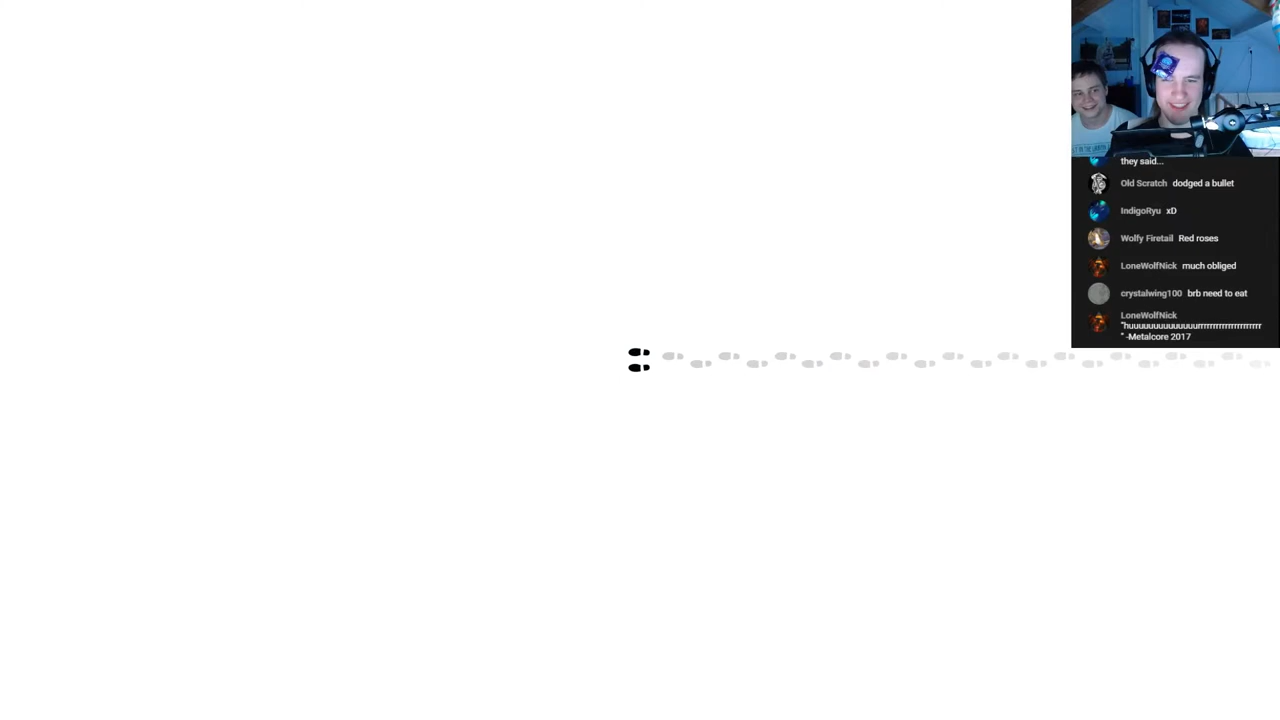 they said...
Old Scratch dodged a bullet
IndigoRyu xD
Wolfy Firetail Red roses
LoneWolfNick much obliged
crystalwing100 brb need to eat
LoneWolfNick
"huuuuuuuuuuuuuurrrrrrrrrrrrrrrrrrrr
" -Metalcore 2017